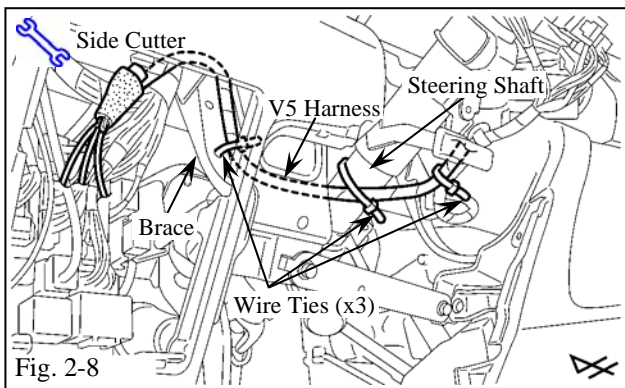 Side Cutter
Steering Shaft
V5 Harness
Brace
Wire Ties (x3)
Fig. 2-8